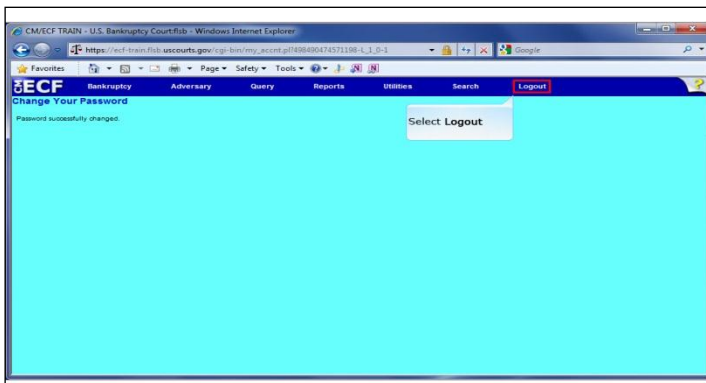 CM/ECF TRAIN - U.S. Bankruptcy Court:flsb - Windows Internet Explorer
https://ecf-train.flsb.uscourts.gov/cgi-bin/my_accnt.pl?498490474571198-L_1_0-1 Google
Favorites Page Safety Tools
CM ECF Bankruptcy Adversary Query Reports Utilities Search Logout ?
Change Your Password
Password successfully changed.
Select Logout